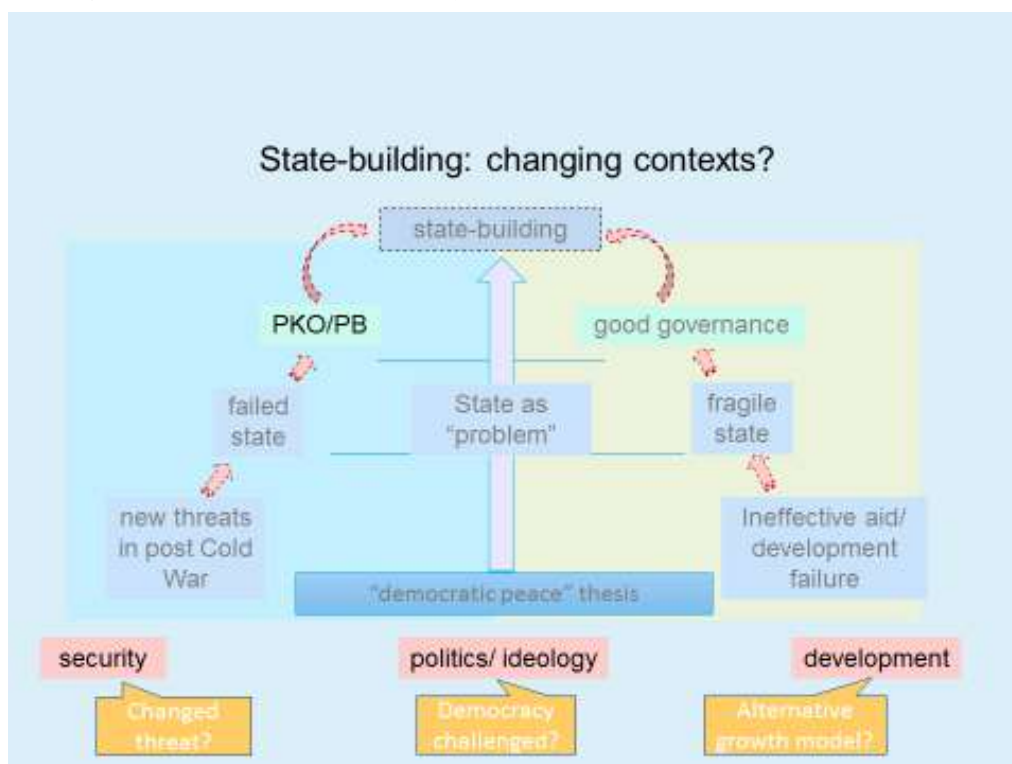 State-building: changing contexts?
state-building
PKO/PB
good governance
failed
state
State as
“problem”
fragile
state
new threats
in post Cold
War
Ineffective aid/
development
failure
“democratic peace” thesis
security
politics/ ideology
development
Changed
threat?
Democracy
challenged?
Alternative
growth model?